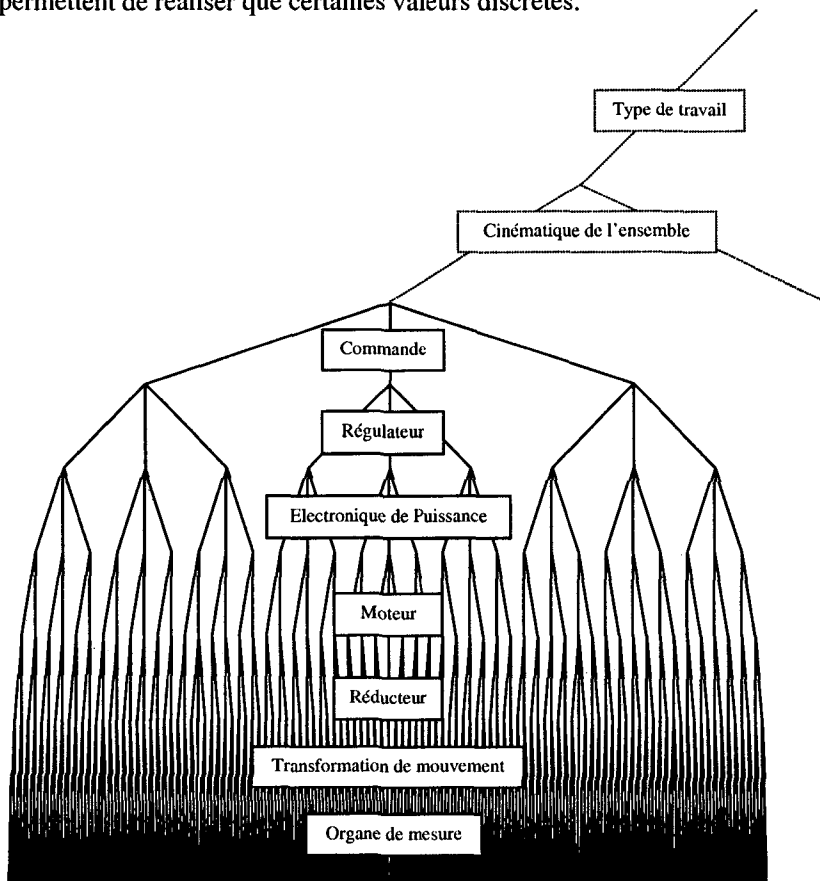 permettent de réaliser que certaines valeurs discrètes.
Type de travail
Cinématique de l'ensemble
Commande
Régulateur
Electronique de Puissance
Moteur
Réducteur
Transformation de mouvement
Organe de mesure